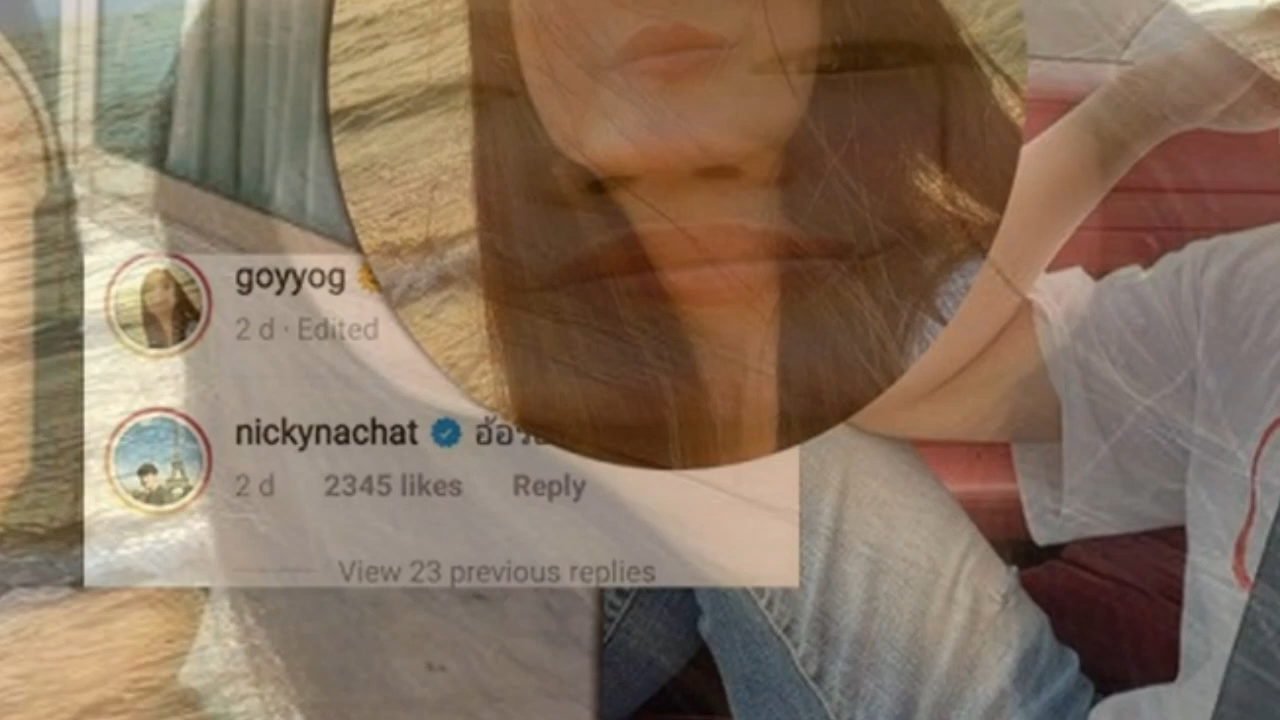 goyyog
2 d · Edited
nickynachat
2 d 2345 likes Reply
View 23 previous replies